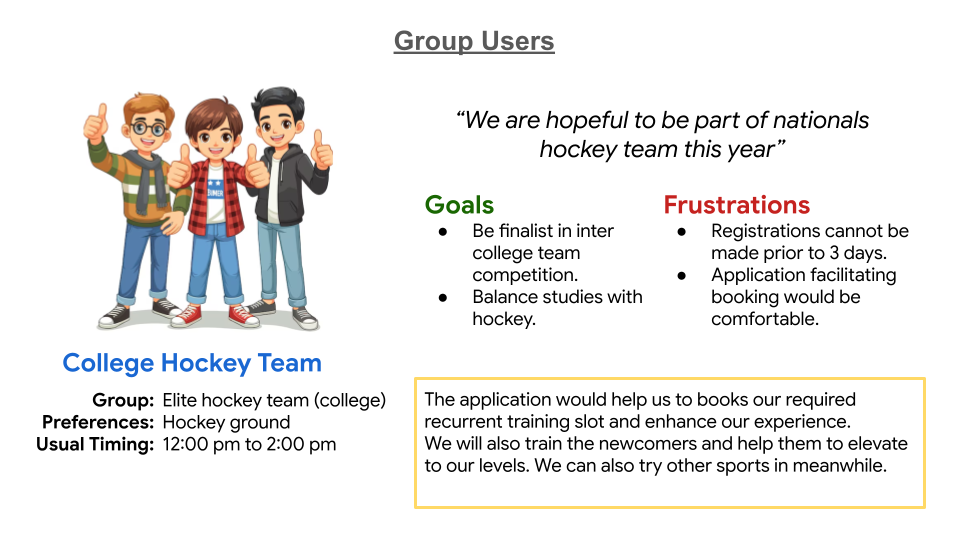 Group Users
“We are hopeful to be part of nationals
hockey team this year”
Goals
● Be finalist in inter
college team
competition.
● Balance studies with
hockey.
Frustrations
● Registrations cannot be
made prior to 3 days.
● Application facilitating
booking would be
comfortable.
College Hockey Team
Group: Elite hockey team (college)
Preferences: Hockey ground
Usual Timing: 12:00 pm to 2:00 pm
The application would help us to books our required
recurrent training slot and enhance our experience.
We will also train the newcomers and help them to elevate
to our levels. We can also try other sports in meanwhile.